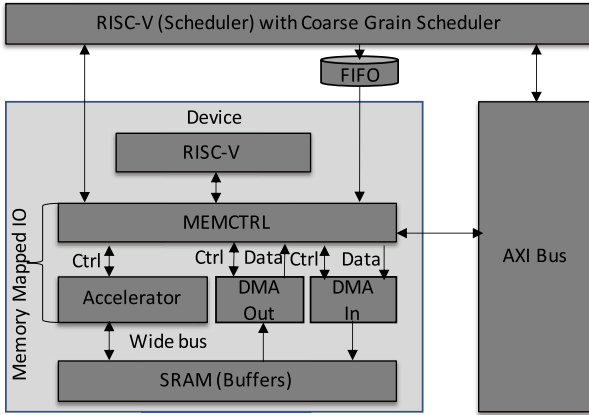 RISC-V (Scheduler) with Coarse Grain Scheduler
FIFO
Device
RISC-V
Memory Mapped IO
MEMCTRL
AXI Bus
Ctrl
Ctrl
Data
Ctrl
Data
Accelerator
DMA
Out
DMA
In
Wide bus
SRAM (Buffers)